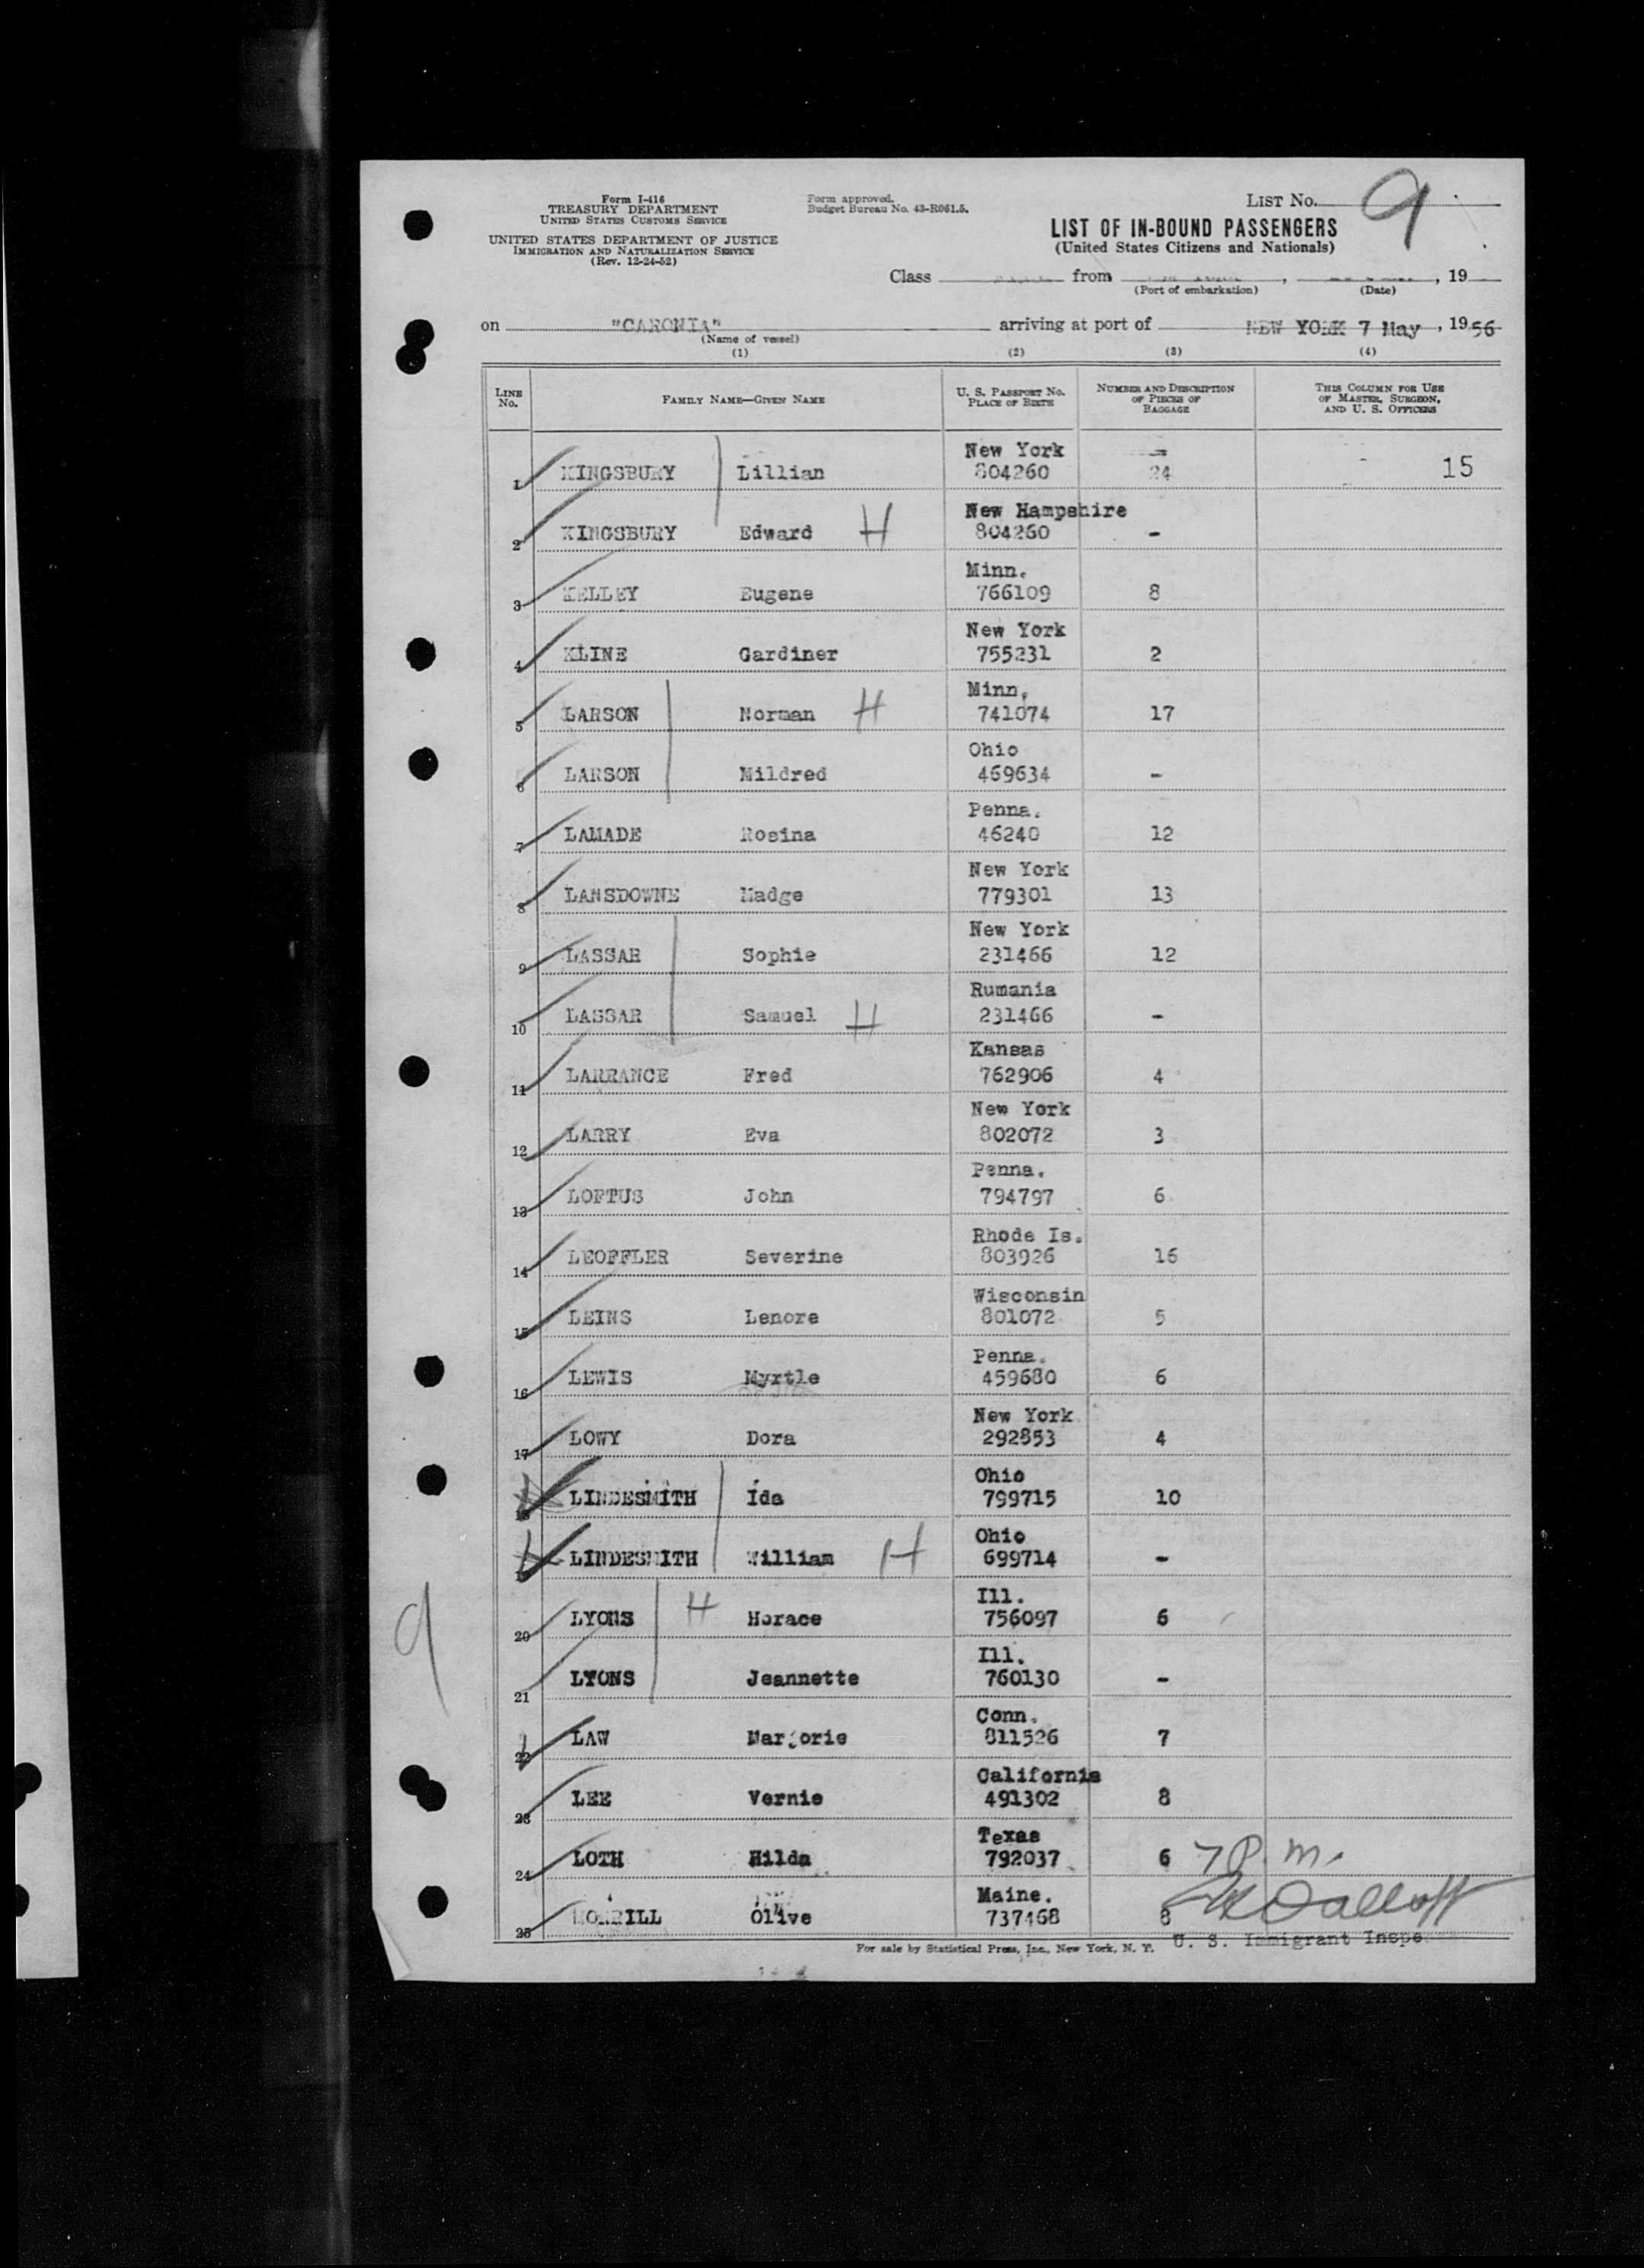 Form I-416
TREASURY DEPARTMENT
UNITED STATES CUSTOMS SERVICE
UNITED STATES DEPARTMENT OF JUSTICE
IMMIGRATION AND NATURALIZATION SERVICE
(Rev. 12-24-52)
Form approved.
Budget Bureau No. 43-R061.5.
LIST No. 9
LIST OF IN-BOUND PASSENGERS
(United States Citizens and Nationals)
Class from , , 19
(Port of embarkation) (Date)
on "CARONIA" arriving at port of NEW YORK 7 May , 1956
(Name of vessel)
(1) (2) (3) (4)
LINE No. FAMILY NAME—GIVEN NAME U. S. PASSPORT No. PLACE OF BIRTH NUMBER AND DESCRIPTION OF PIECES OF BAGGAGE THIS COLUMN FOR USE OF MASTER, SURGEON, AND U. S. OFFICERS
New York
1 KINGSBURY Lillian 804260 24 15
New Hampshire
2 KINGSBURY Edward H 804260 -
Minn.
3 KELLEY Eugene 766109 8
New York
4 KLINE Gardiner 755231 2
Minn.
5 LARSON Norman H 741074 17
Ohio
6 LARSON Mildred 469634 -
Penna.
7 LAMADE Rosina 46240 12
New York
8 LANSDOWNE Madge 779301 13
New York
9 LASSAR Sophie 231466 12
Rumania
10 LASSAR Samuel H 231466 -
Kansas
11 LARRANCE Fred 762906 4
New York
12 LARRY Eva 802072 3
Penna.
13 LOFTUS John 794797 6
Rhode Is.
14 LEOFFLER Severine 803926 16
Wisconsin
15 LEINS Lenore 801072 5
Penna.
16 LEWIS Myrtle 459680 6
New York
17 LOWY Dora 292853 4
Ohio
18 LINDESMITH Ida 799715 10
Ohio
19 LINDESMITH William H 699714 -
Ill.
20 LYONS H Horace 756097 6
9
Ill.
21 LYONS Jeannette 760130 -
Conn.
22 LAW Marjorie 811526 7
California
23 LEE Vernie 491302 8
Texas
24 LOTH Hilda 792037 6 7 P. M.
Maine.
25 MORRILL Olive 737468 8
U. S. Immigrant Inspe
For sale by Statistical Press, Inc., New York, N. Y.